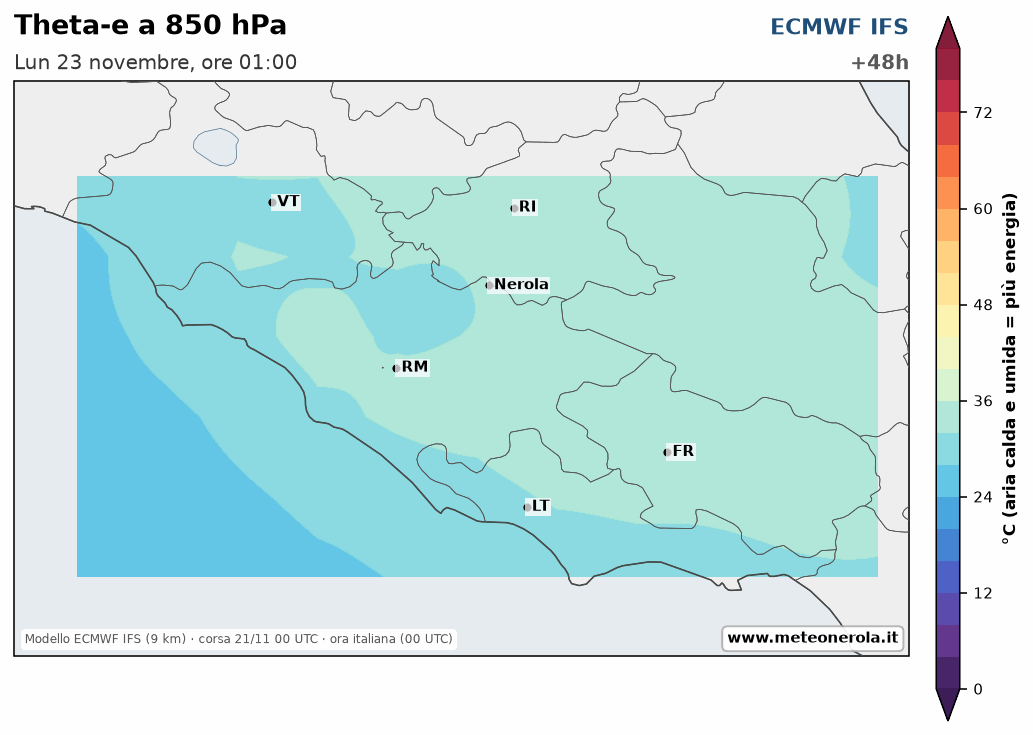 Theta-e a 850 hPa
ECMWF IFS
Lun 23 novembre, ore 01:00
+48h
VT
RI
Nerola
RM
FR
LT
72
60
48
36
24
12
0
°C (aria calda e umida = più energia)
Modello ECMWF IFS (9 km) · corsa 21/11 00 UTC · ora italiana (00 UTC)
www.meteonerola.it